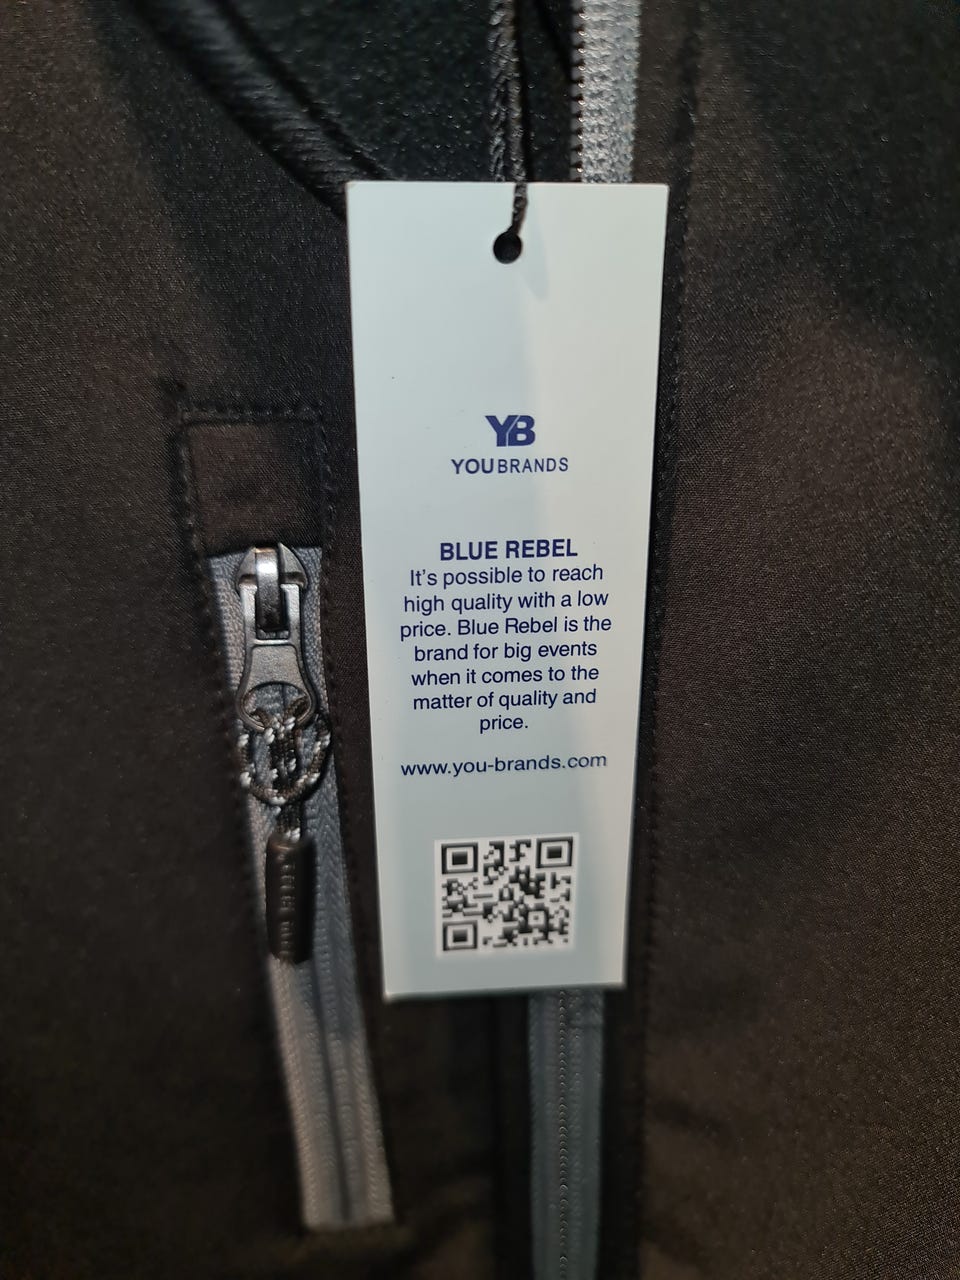 YB
YOUBRANDS
BLUE REBEL
It's possible to reach
high quality with a low
price. Blue Rebel is the
brand for big events
when it comes to the
matter of quality and
price.
www.you-brands.com